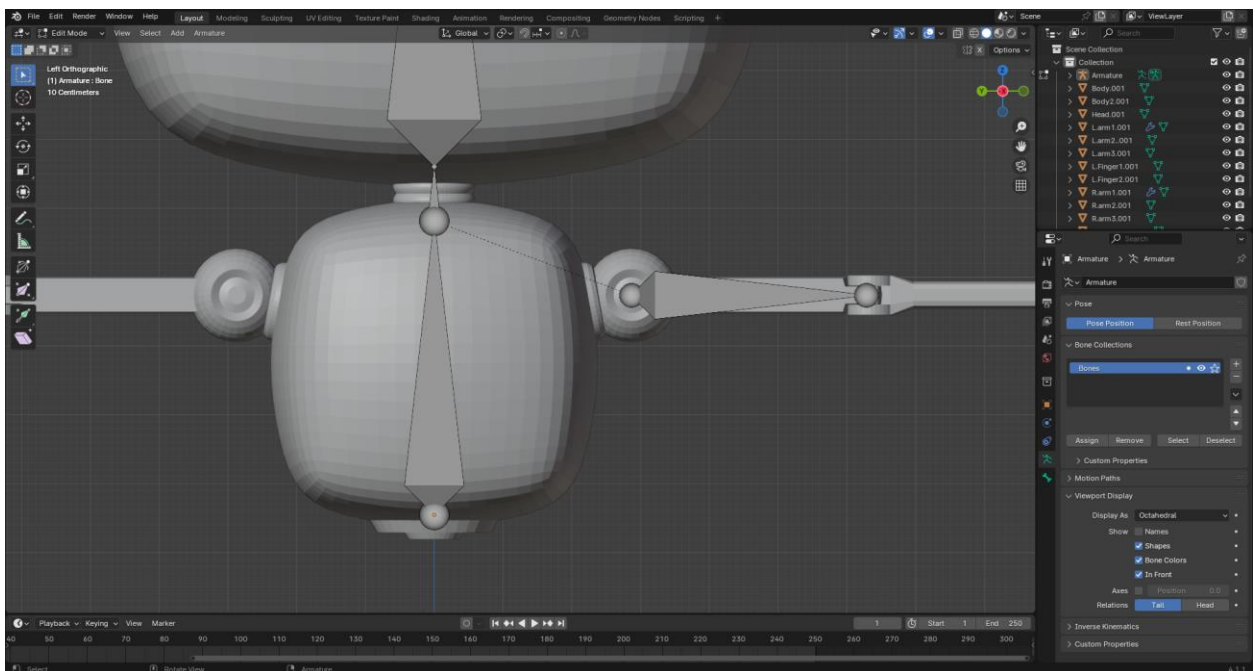 File Edit Render Window Help Layout Modeling Sculpting UV Editing Texture Paint Shading Animation Rendering Compositing Geometry Nodes Scripting + Scene ViewLayer
Edit Mode View Select Add Armature Global Search
X Options
Left Orthographic
(1) Armature : Bone
10 Centimeters
Z
Y
X
Scene Collection
Collection
Armature
Body.001
Body2.001
Head.001
L.arm1.001
L.arm2..001
L.arm3.001
L.Finger1.001
L.Finger2.001
R.arm1.001
R.arm2.001
R.arm3.001
Search
Armature > Armature
Armature
Pose
Pose Position Rest Position
Bone Collections
Bones
Assign Remove Select Deselect
Custom Properties
Motion Paths
Viewport Display
Display As Octahedral
Show Names
Shapes
Bone Colors
In Front
Axes Position 0.0
Relations Tail Head
Inverse Kinematics
Custom Properties
Playback Keying View Marker 1 Start 1 End 250
40 50 60 70 80 90 100 110 120 130 140 150 160 170 180 190 200 210 220 230 240 250 260 270 280 290 300
Select Rotate View Armature 4.1.1